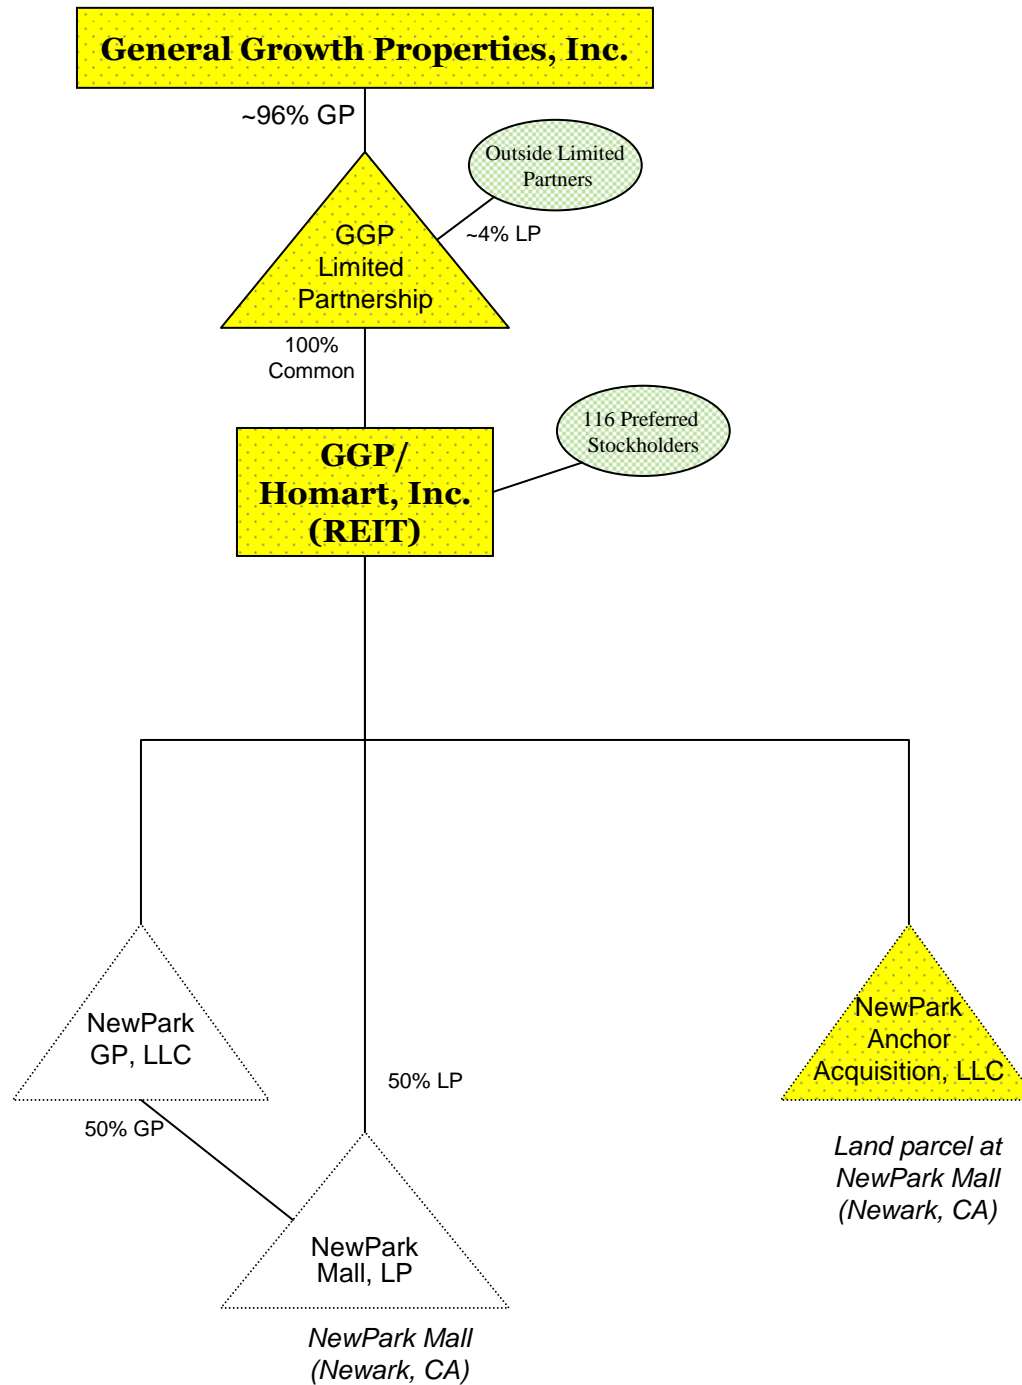 General Growth Properties, Inc.
~96% GP
Outside Limited
Partners
~4% LP
GGP
Limited
Partnership
100%
Common
116 Preferred
Stockholders
GGP/
Homart, Inc.
(REIT)
NewPark
GP, LLC
50% GP
50% LP
NewPark
Mall, LP
NewPark Mall
(Newark, CA)
NewPark
Anchor
Acquisition, LLC
Land parcel at
NewPark Mall
(Newark, CA)